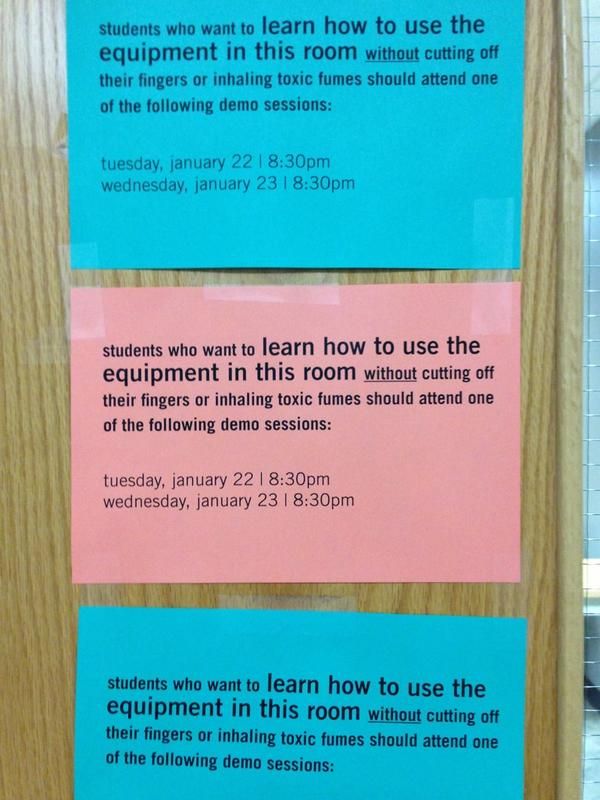 students who want to learn how to use the
equipment in this room without cutting off
their fingers or inhaling toxic fumes should attend one
of the following demo sessions:
tuesday, january 22 | 8:30pm
wednesday, january 23 | 8:30pm
students who want to learn how to use the
equipment in this room without cutting off
their fingers or inhaling toxic fumes should attend one
of the following demo sessions:
tuesday, january 22 | 8:30pm
wednesday, january 23 | 8:30pm
students who want to learn how to use the
equipment in this room without cutting off
their fingers or inhaling toxic fumes should attend one
of the following demo sessions: